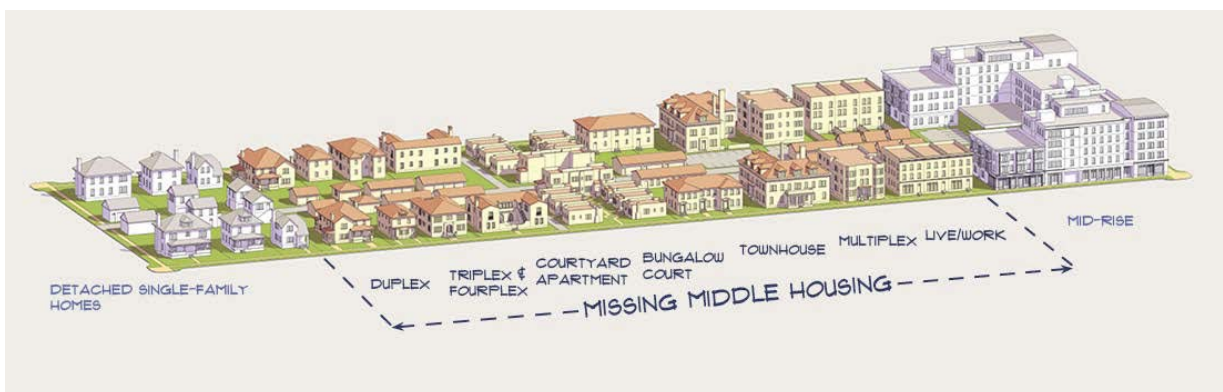 DETACHED SINGLE-FAMILY
HOMES
DUPLEX
TRIPLEX &
FOURPLEX
COURTYARD
APARTMENT
BUNGALOW
COURT
TOWNHOUSE
MULTIPLEX
LIVE/WORK
MID-RISE
MISSING MIDDLE HOUSING